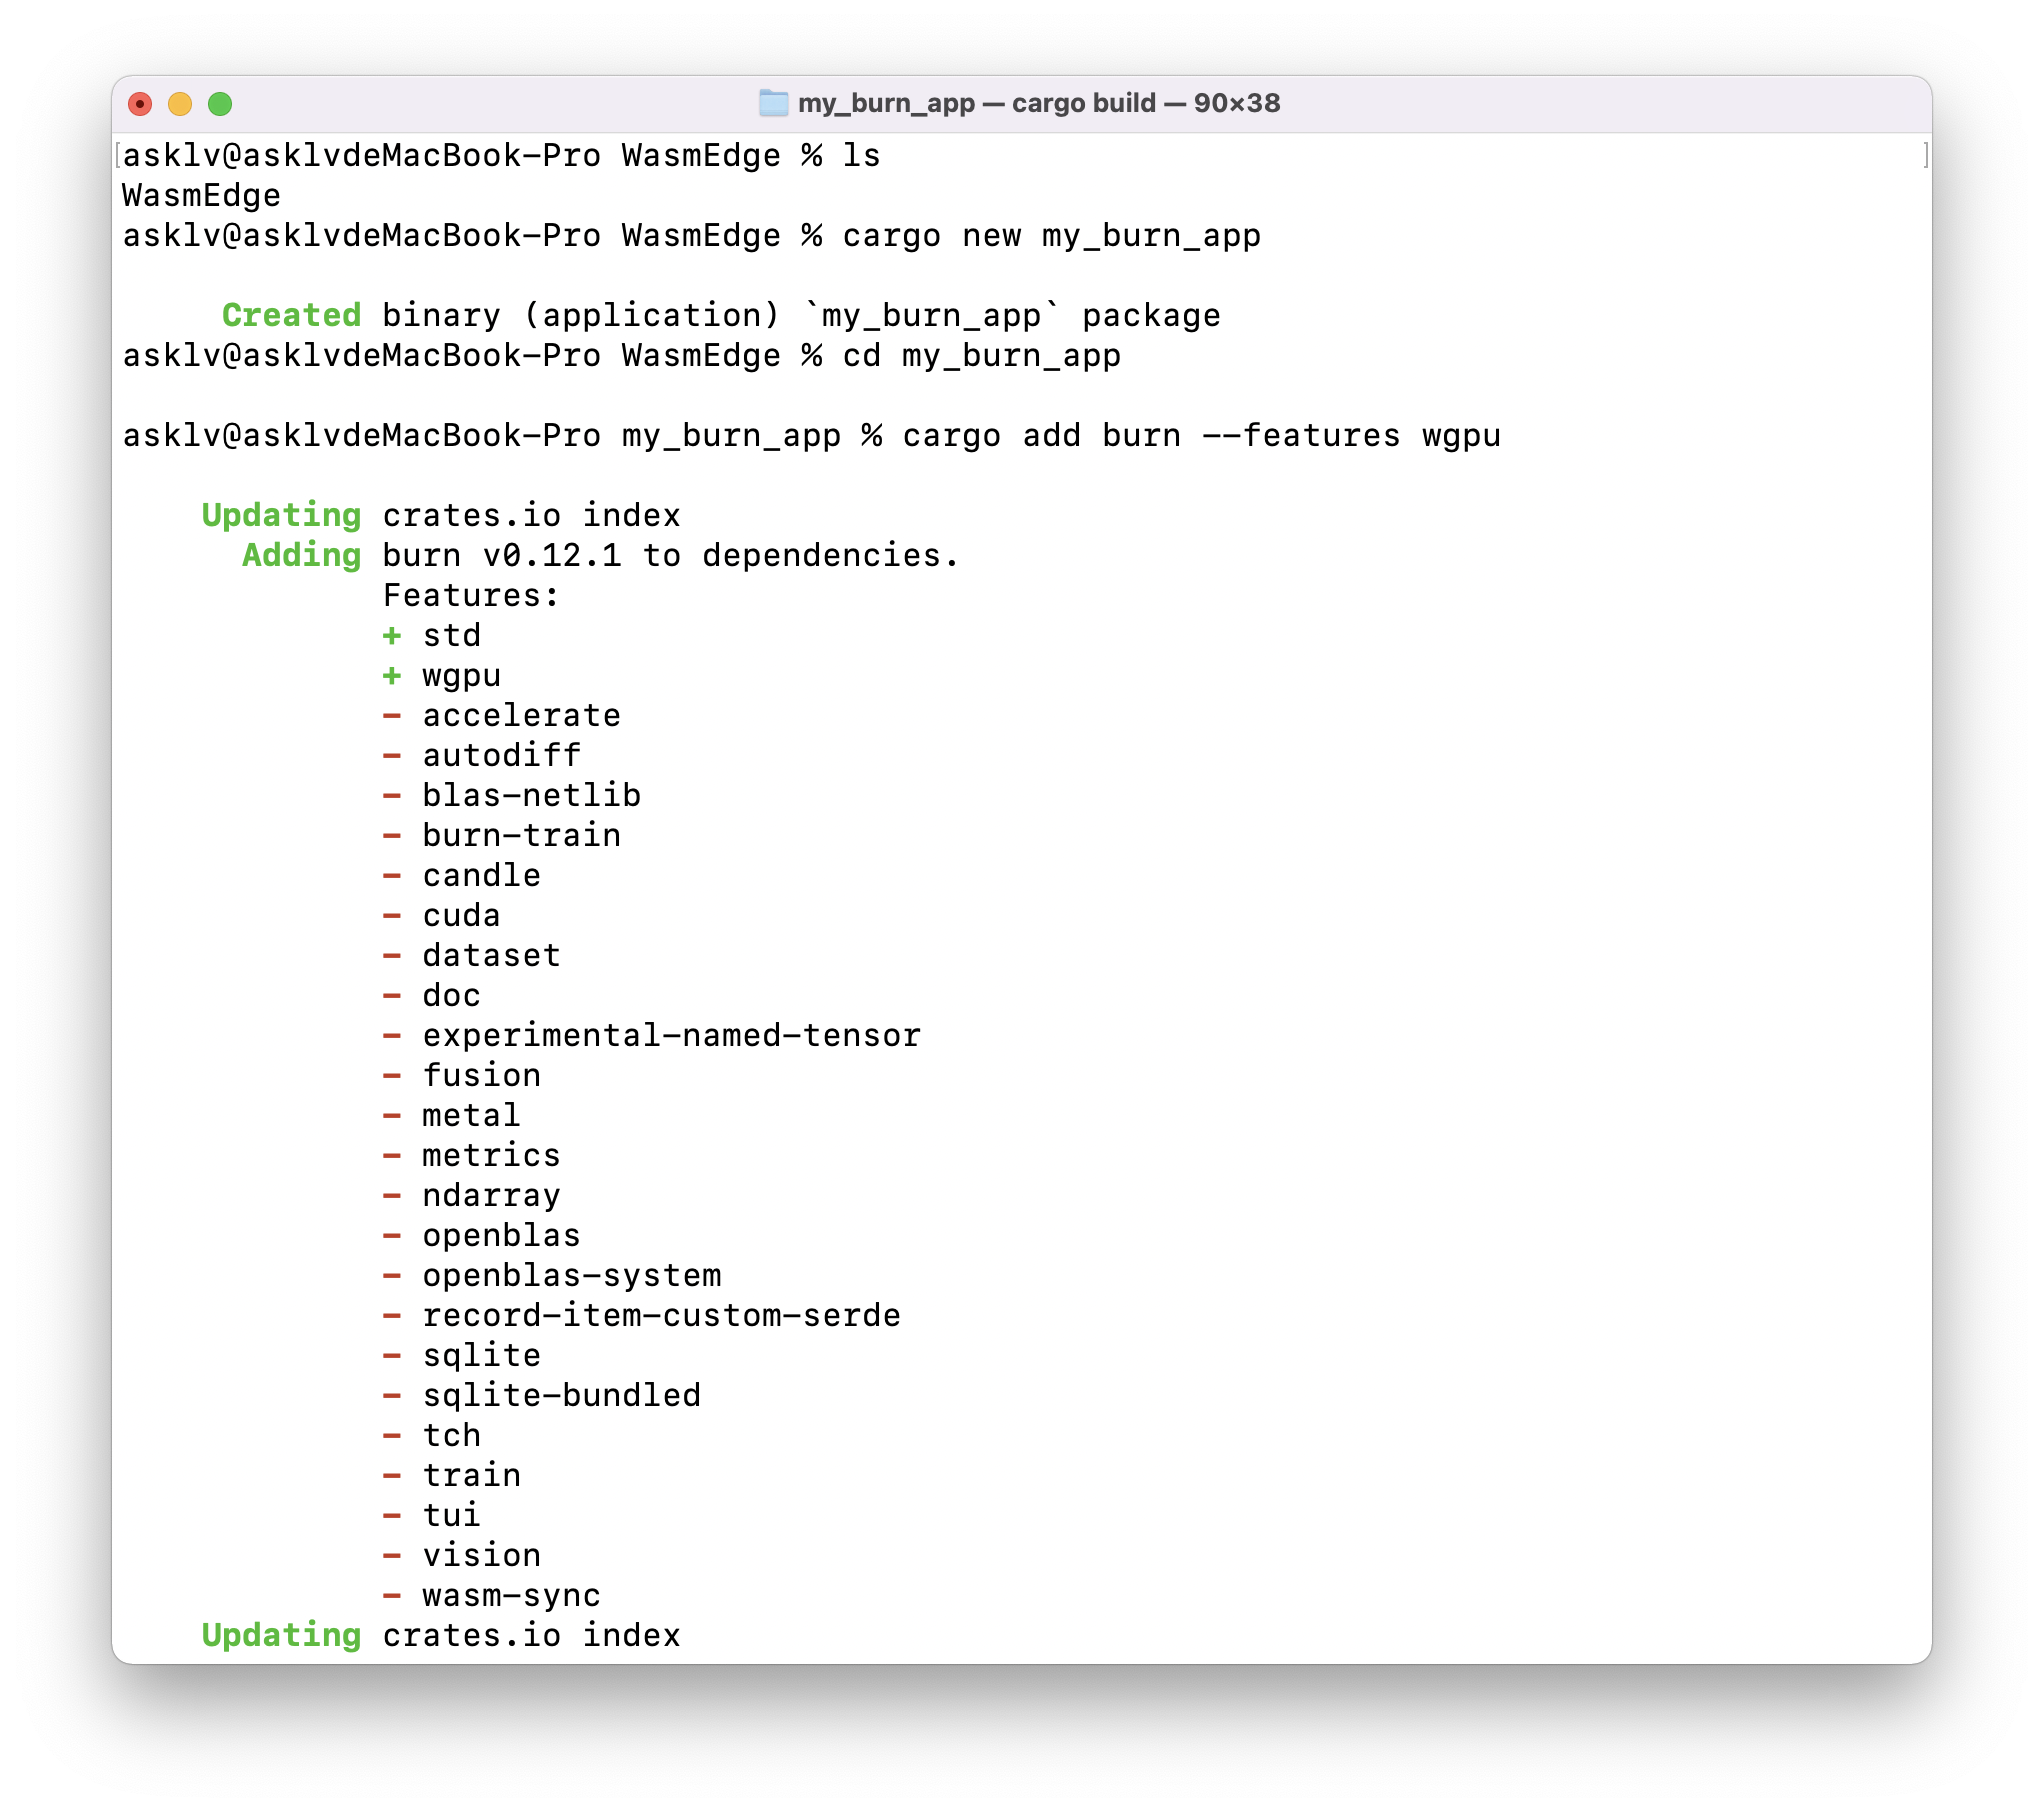 my_burn_app — cargo build — 90×38
[asklv@asklvdeMacBook-Pro WasmEdge % ls ]
WasmEdge
asklv@asklvdeMacBook-Pro WasmEdge % cargo new my_burn_app
Created binary (application) `my_burn_app` package
asklv@asklvdeMacBook-Pro WasmEdge % cd my_burn_app
asklv@asklvdeMacBook-Pro my_burn_app % cargo add burn --features wgpu
Updating crates.io index
Adding burn v0.12.1 to dependencies.
Features:
+ std
+ wgpu
- accelerate
- autodiff
- blas-netlib
- burn-train
- candle
- cuda
- dataset
- doc
- experimental-named-tensor
- fusion
- metal
- metrics
- ndarray
- openblas
- openblas-system
- record-item-custom-serde
- sqlite
- sqlite-bundled
- tch
- train
- tui
- vision
- wasm-sync
Updating crates.io index